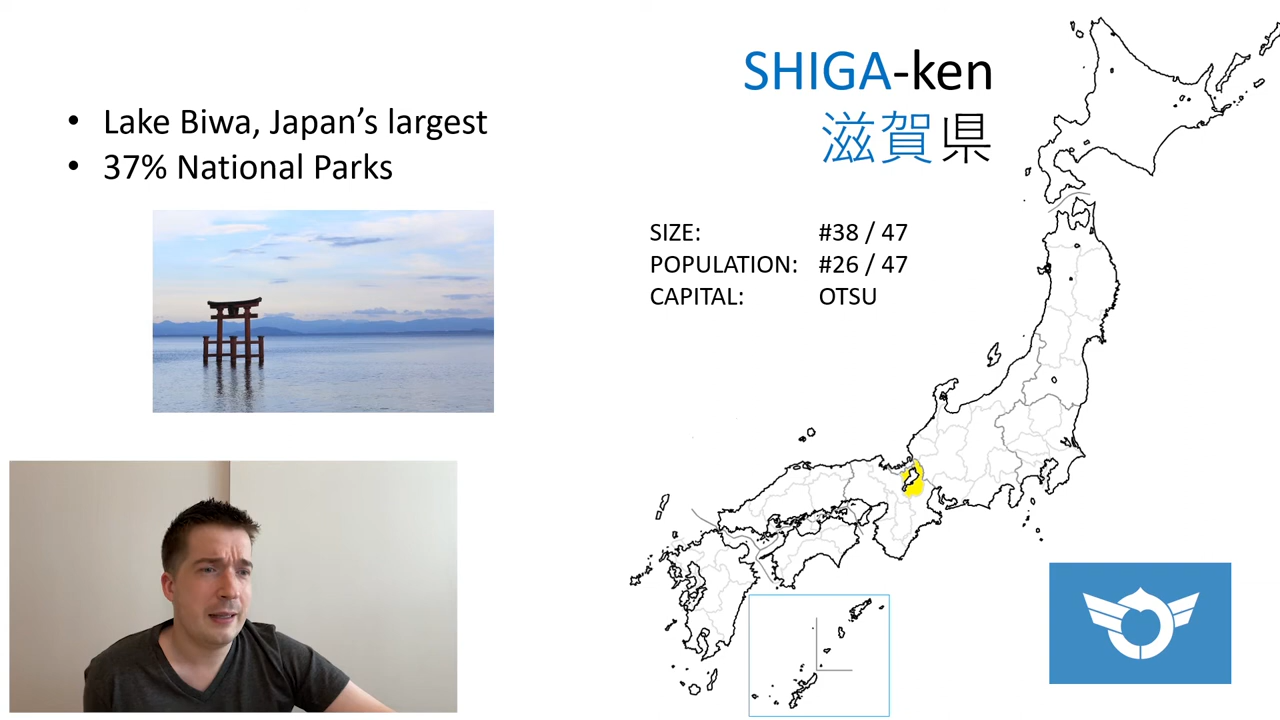 • Lake Biwa, Japan's largest
• 37% National Parks
SHIGA-ken
滋賀県
SIZE: #38 / 47
POPULATION: #26 / 47
CAPITAL: OTSU